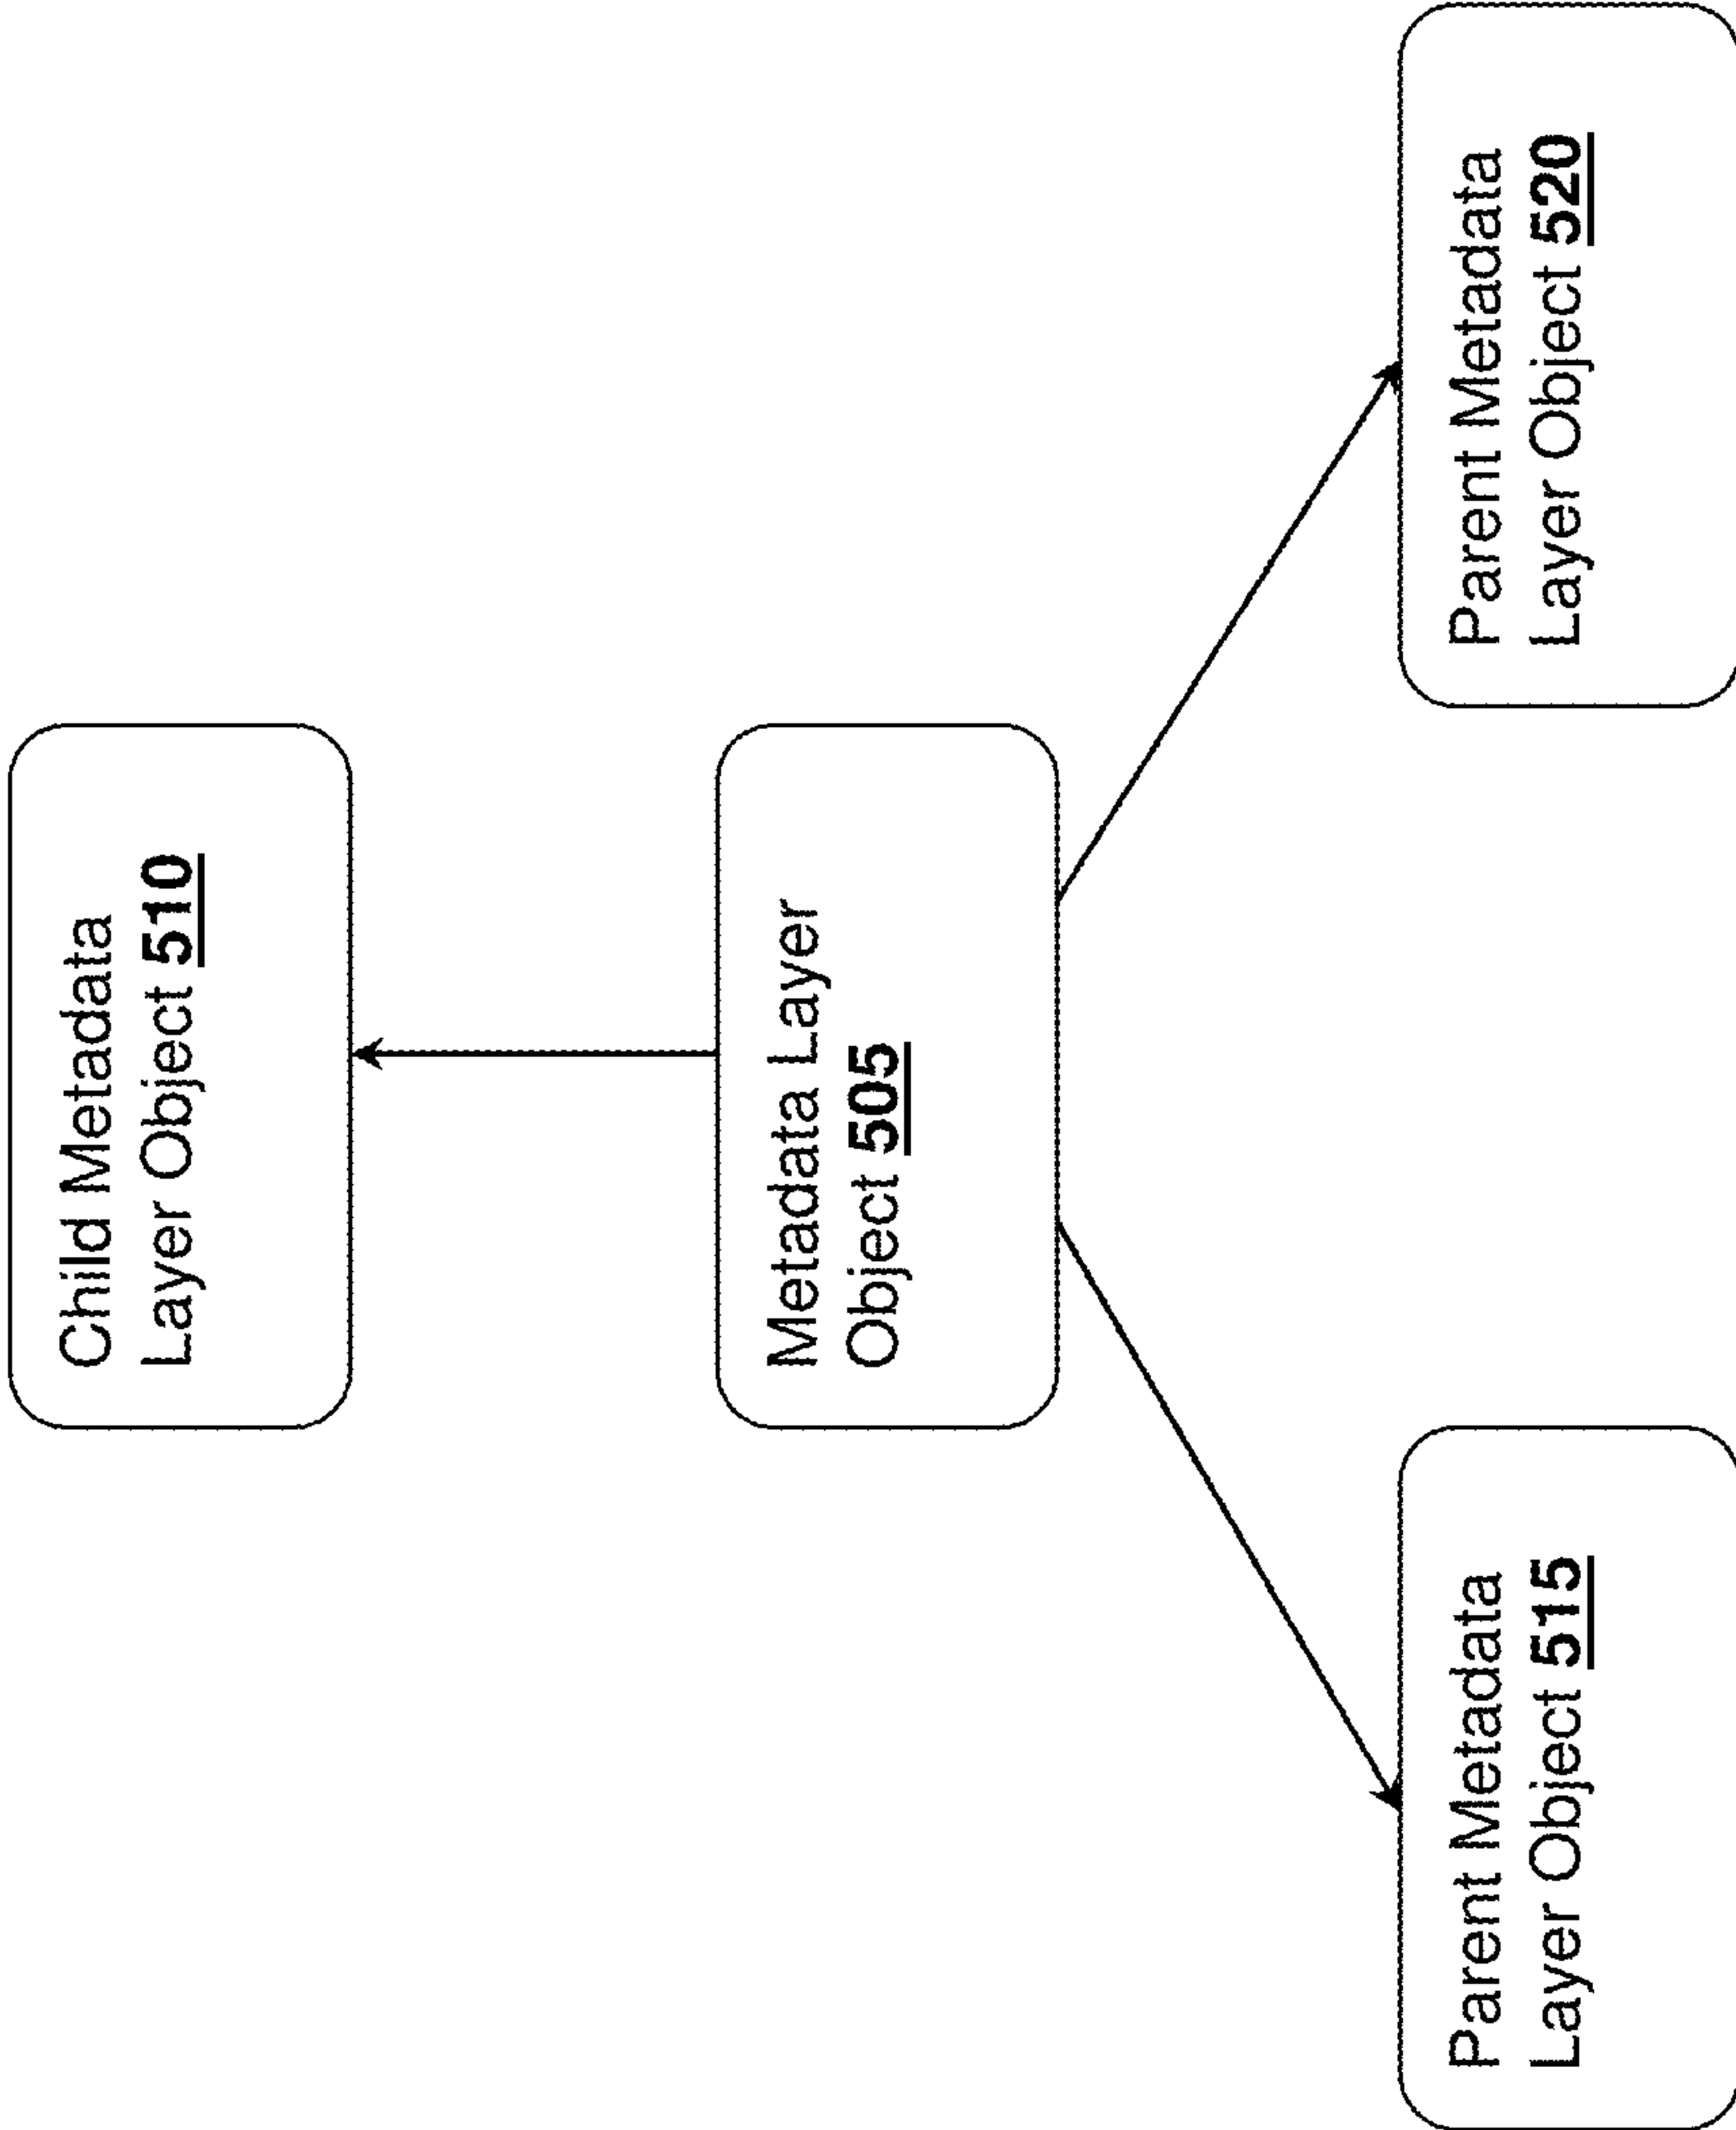 Child Metadata
Layer Object 510
Metadata Layer
Object 505
Parent Metadata
Layer Object 515
Parent Metadata
Layer Object 520